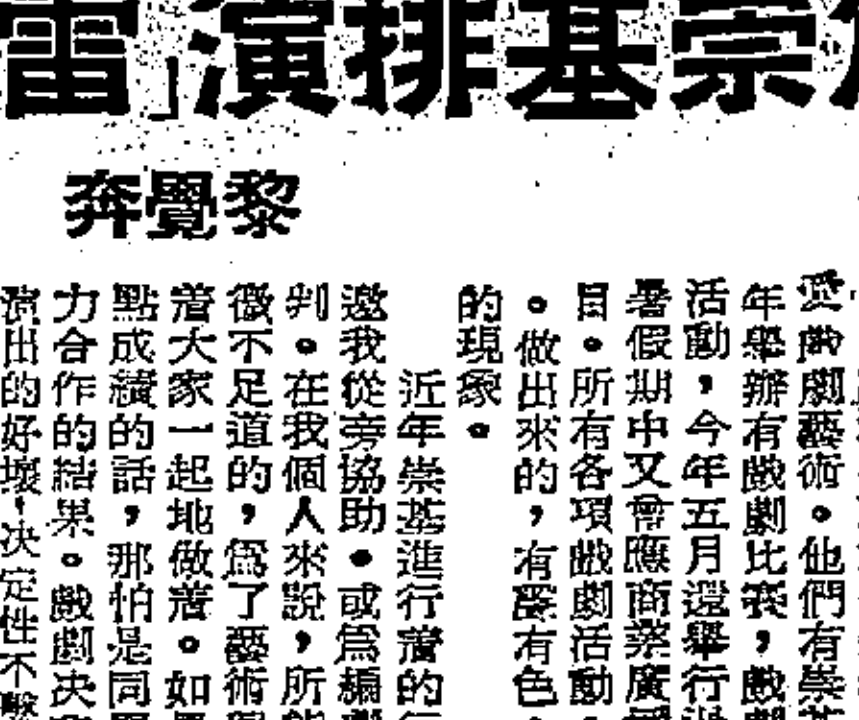 崇基排演「雷
黎覺奔
愛戲劇藝術。他們有崇
年舉辦有戲劇比賽，戲劇
活動，今年五月還舉行
暑假期中又曾應商業廣
目。所有各項戲劇活動
。做出來的，有聲有色
的現象。
近年崇基進行着的
邀我從旁協助。或爲編
判。在我個人來說，所能
微不足道的，爲了藝術
着大家一起地做着。如
點成績的話，那怕是同
力合作的結果。戲劇決
演出的好壞，決定性不